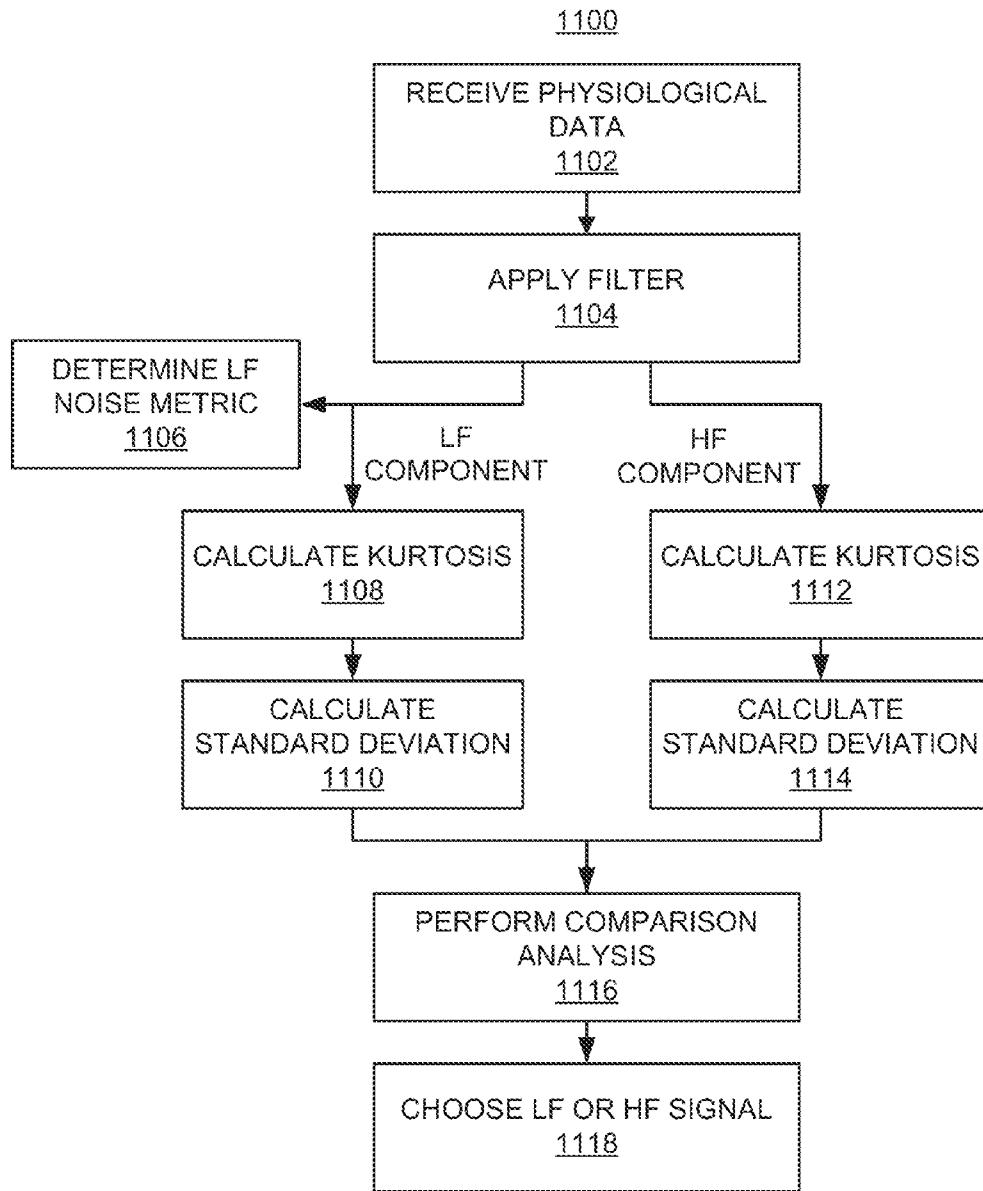 1100
RECEIVE PHYSIOLOGICAL
DATA
1102
APPLY FILTER
1104
DETERMINE LF
NOISE METRIC
1106
LF
COMPONENT
HF
COMPONENT
CALCULATE KURTOSIS
1108
CALCULATE KURTOSIS
1112
CALCULATE
STANDARD DEVIATION
1110
CALCULATE
STANDARD DEVIATION
1114
PERFORM COMPARISON
ANALYSIS
1116
CHOOSE LF OR HF SIGNAL
1118